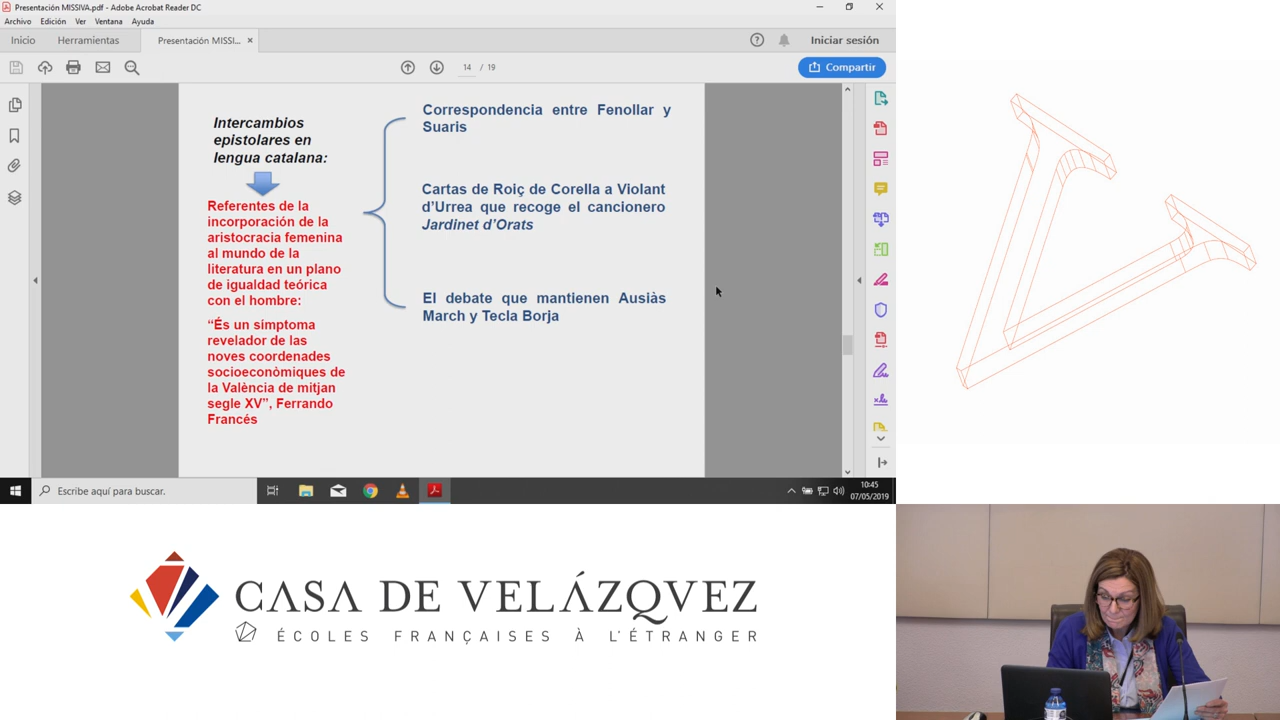 Presentación MISSIVA.pdf - Adobe Acrobat Reader DC
Archivo Edición Ver Ventana Ayuda
Inicio Herramientas Presentación MISSI... × Iniciar sesión
14 / 19 Compartir
Intercambios
epistolares en
lengua catalana:
Referentes de la
incorporación de la
aristocracia femenina
al mundo de la
literatura en un plano
de igualdad teórica
con el hombre:
“És un símptoma
revelador de las
noves coordenades
socioeconòmiques de
la València de mitjan
segle XV”, Ferrando
Francés
Correspondencia entre Fenollar y
Suaris
Cartas de Roiç de Corella a Violant
d’Urrea que recoge el cancionero
Jardinet d’Orats
El debate que mantienen Ausiàs
March y Tecla Borja
Escribe aquí para buscar.
10:45
07/05/2019
CASA DE VELÁZQVEZ
ÉCOLES FRANÇAISES À L'ÉTRANGER